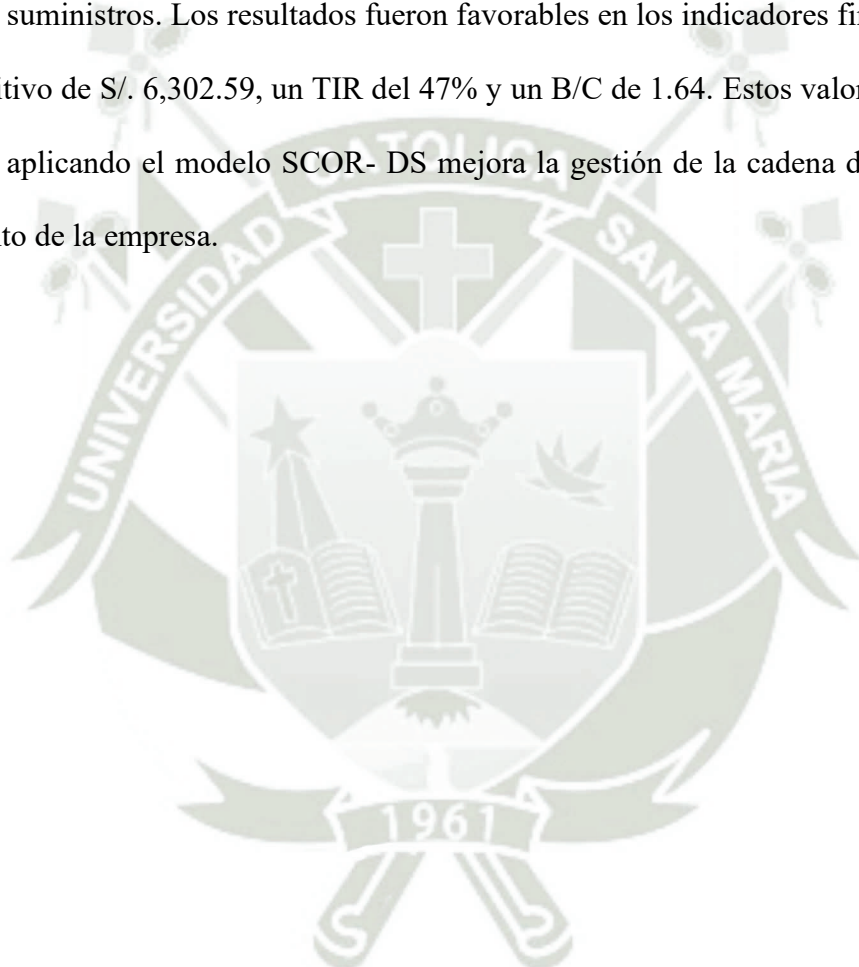 suministros. Los resultados fueron favorables en los indicadores
itivo de S/. 6,302.59, un TIR del 47% y un B/C de 1.64. Estos
aplicando el modelo SCOR- DS mejora la gestión de la cadena
to de la empresa.
UNIVERSIDAD CATOLICA SANTA MARIA
1961